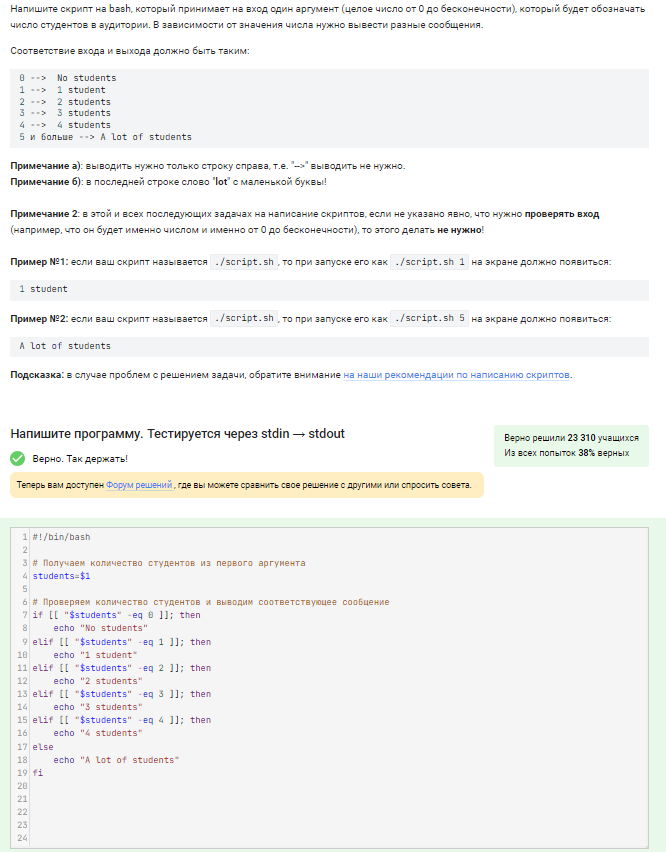 Напишите скрипт на bash, который принимает на вход один аргумент (целое число от 0 до бесконечности), который будет обозначать
число студентов в аудитории. В зависимости от значения числа нужно вывести разные сообщения.
Соответствие входа и выхода должно быть таким:
0 -->  No students
1 -->  1 student
2 -->  2 students
3 -->  3 students
4 -->  4 students
5 и больше --> A lot of students
Примечание а): выводить нужно только строку справа, т.е. "-->" выводить не нужно.
Примечание б): в последней строке слово "lot" с маленькой буквы!
Примечание 2: в этой и всех последующих задачах на написание скриптов, если не указано явно, что нужно проверять вход
(например, что он будет именно числом и именно от 0 до бесконечности), то этого делать не нужно!
Пример №1: если ваш скрипт называется ./script.sh , то при запуске его как ./script.sh 1 на экране должно появиться:
1 student
Пример №2: если ваш скрипт называется ./script.sh , то при запуске его как ./script.sh 5 на экране должно появиться:
A lot of students
Подсказка: в случае проблем с решением задачи, обратите внимание на наши рекомендации по написанию скриптов.
Напишите программу. Тестируется через stdin → stdout
Верно решили 23 310 учащихся
Из всех попыток 38% верных
Верно. Так держать!
Теперь вам доступен Форум решений, где вы можете сравнить свое решение с другими или спросить совета.
1 #!/bin/bash
2
3 # Получаем количество студентов из первого аргумента
4 students=$1
5
6 # Проверяем количество студентов и выводим соответствующее сообщение
7 if [[ "$students" -eq 0 ]]; then
8     echo "No students"
9 elif [[ "$students" -eq 1 ]]; then
10     echo "1 student"
11 elif [[ "$students" -eq 2 ]]; then
12     echo "2 students"
13 elif [[ "$students" -eq 3 ]]; then
14     echo "3 students"
15 elif [[ "$students" -eq 4 ]]; then
16     echo "4 students"
17 else
18     echo "A lot of students"
19 fi
20
21
22
23
24